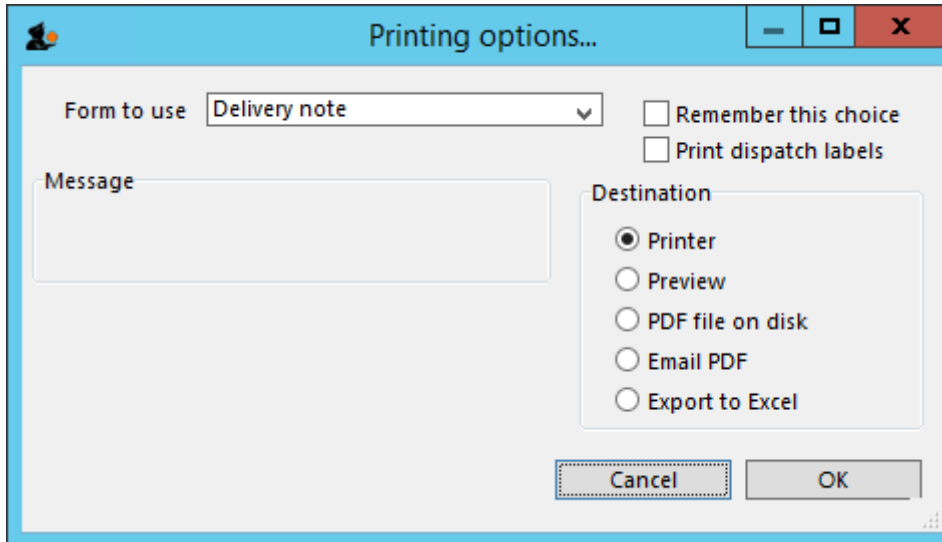 Printing options...
Form to use Delivery note
Remember this choice
Print dispatch labels
Message
Destination
Printer
Preview
PDF file on disk
Email PDF
Export to Excel
Cancel OK